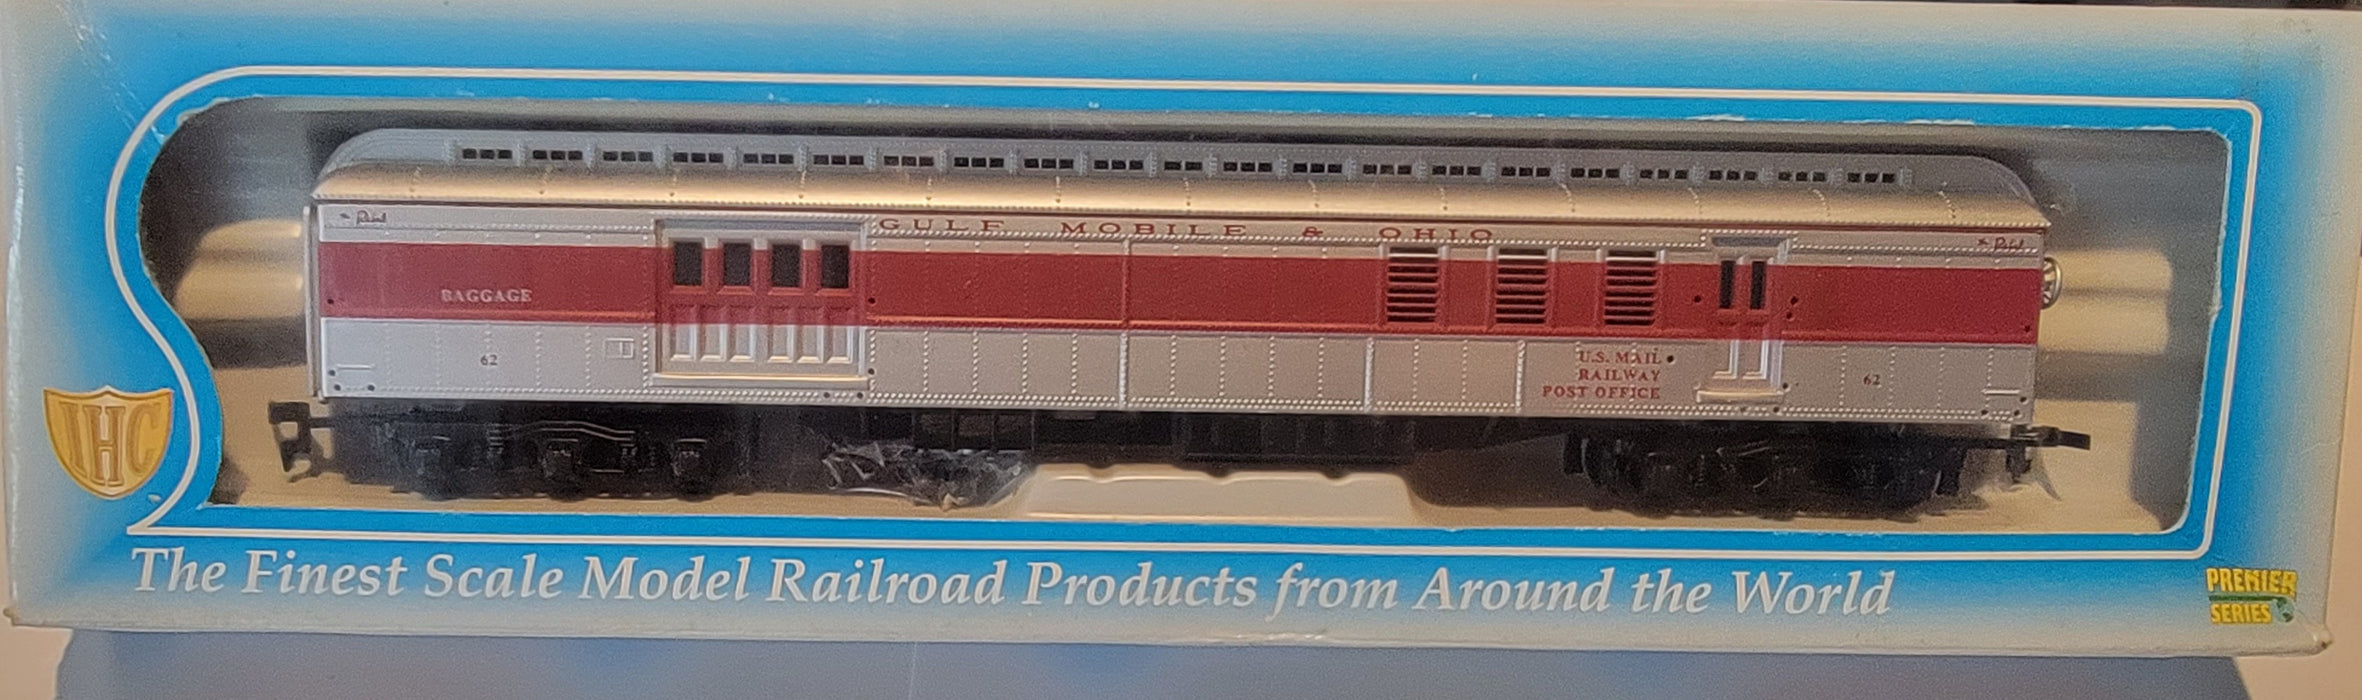 GULF MOBILE & OHIO
BAGGAGE
62
U.S. MAIL
RAILWAY
POST OFFICE
62
IHC
The Finest Scale Model Railroad Products from Around the World
PREMIER
SERIES